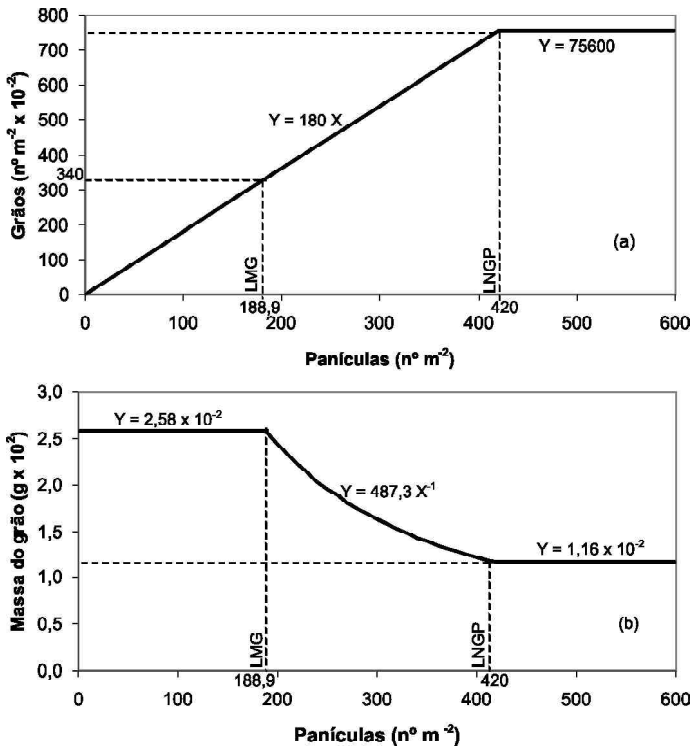 800
700
600
500
400
340
300
200
100
0
Grãos (nº m⁻² x 10⁻²)
Y = 75600
Y = 180 X
(a)
LMG
LNGP
0
100
188,9
200
300
400
420
500
600
Panículas (nº m⁻²)
3,0
2,5
2,0
1,5
1,0
0,5
0,0
Massa do grão (g x 10²)
Y = 2,58 x 10⁻²
Y = 487,3 X⁻¹
Y = 1,16 x 10⁻²
(b)
LMG
LNGP
0
100
188,9
200
300
400
420
500
600
Panículas (nº m⁻²)